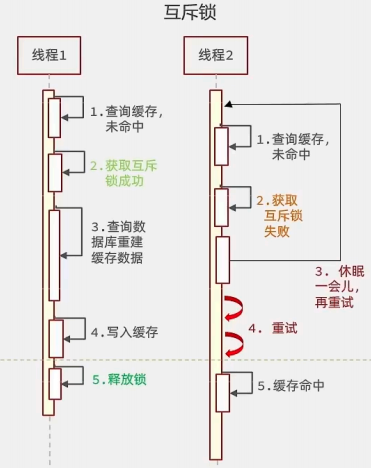 互斥锁
线程1
线程2
1.查询缓存，
未命中
2.获取互斥
锁成功
3.查询数
据库重建
缓存数据
4.写入缓存
5.释放锁
1.查询缓存，
未命中
2.获取
互斥锁
失败
3. 休眠
一会儿，
再重试
4. 重试
5.缓存命中